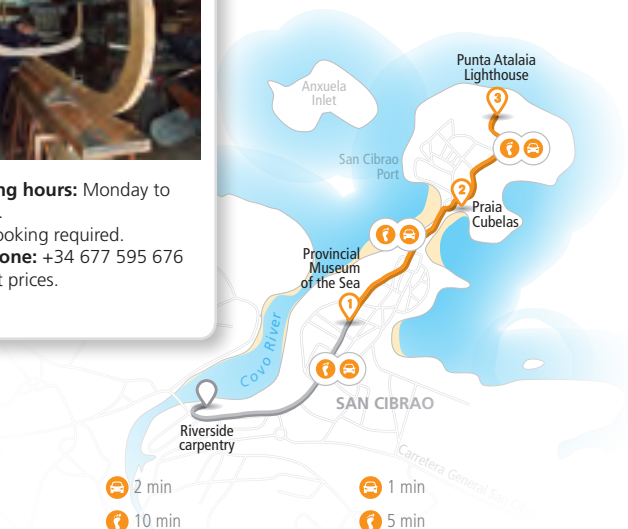 ng hours: Monday to
ooking required.
one: +34 677 595 676
t prices.
Punta Atalaia
Lighthouse
3
Anxuela
Inlet
San Cibrao
Port
2
Praia
Cubelas
Provincial
Museum
of the Sea
1
Covo River
SAN CIBRAO
Riverside
carpentry
Carretera General San
2 min
1 min
10 min
5 min